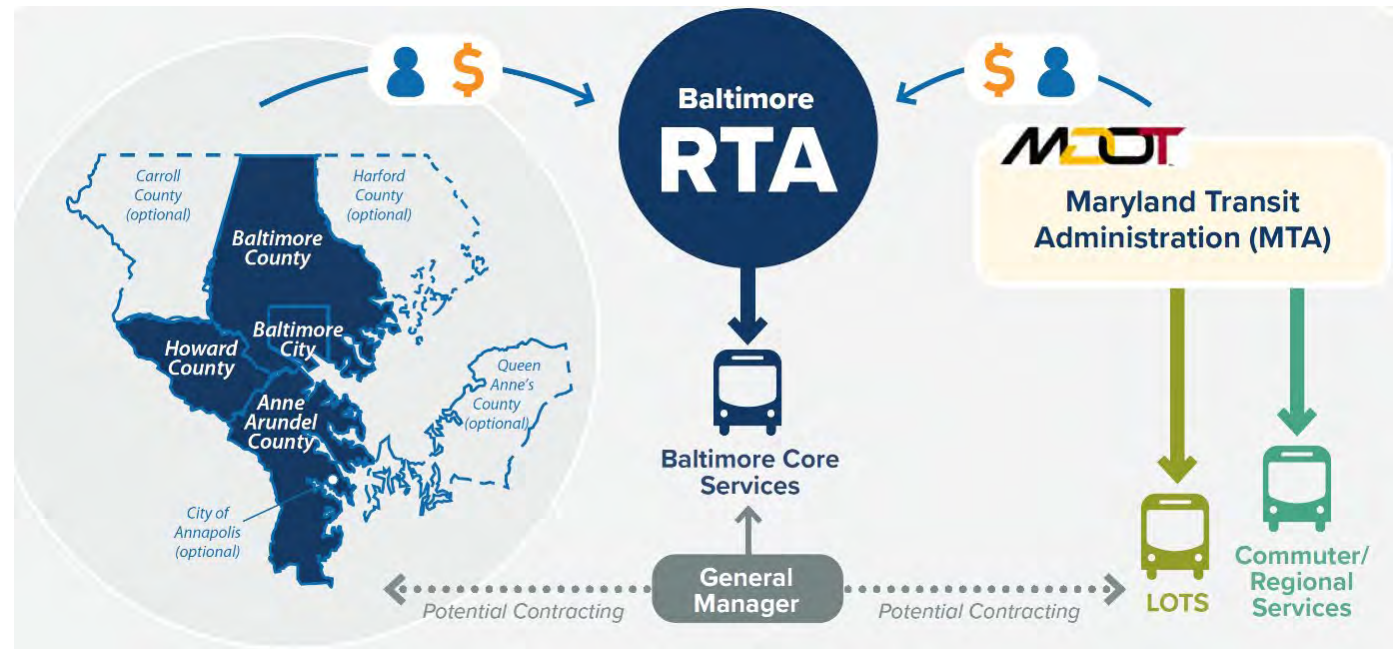 Baltimore
RTA
MDOT
Maryland Transit
Administration (MTA)
Carroll
County
(optional)
Harford
County
(optional)
Baltimore
County
Baltimore
City
Howard
County
Anne
Arundel
County
Queen
Anne's
County
(optional)
City of
Annapolis
(optional)
Baltimore Core
Services
General
Manager
Potential Contracting
Potential Contracting
LOTS
Commuter/
Regional
Services